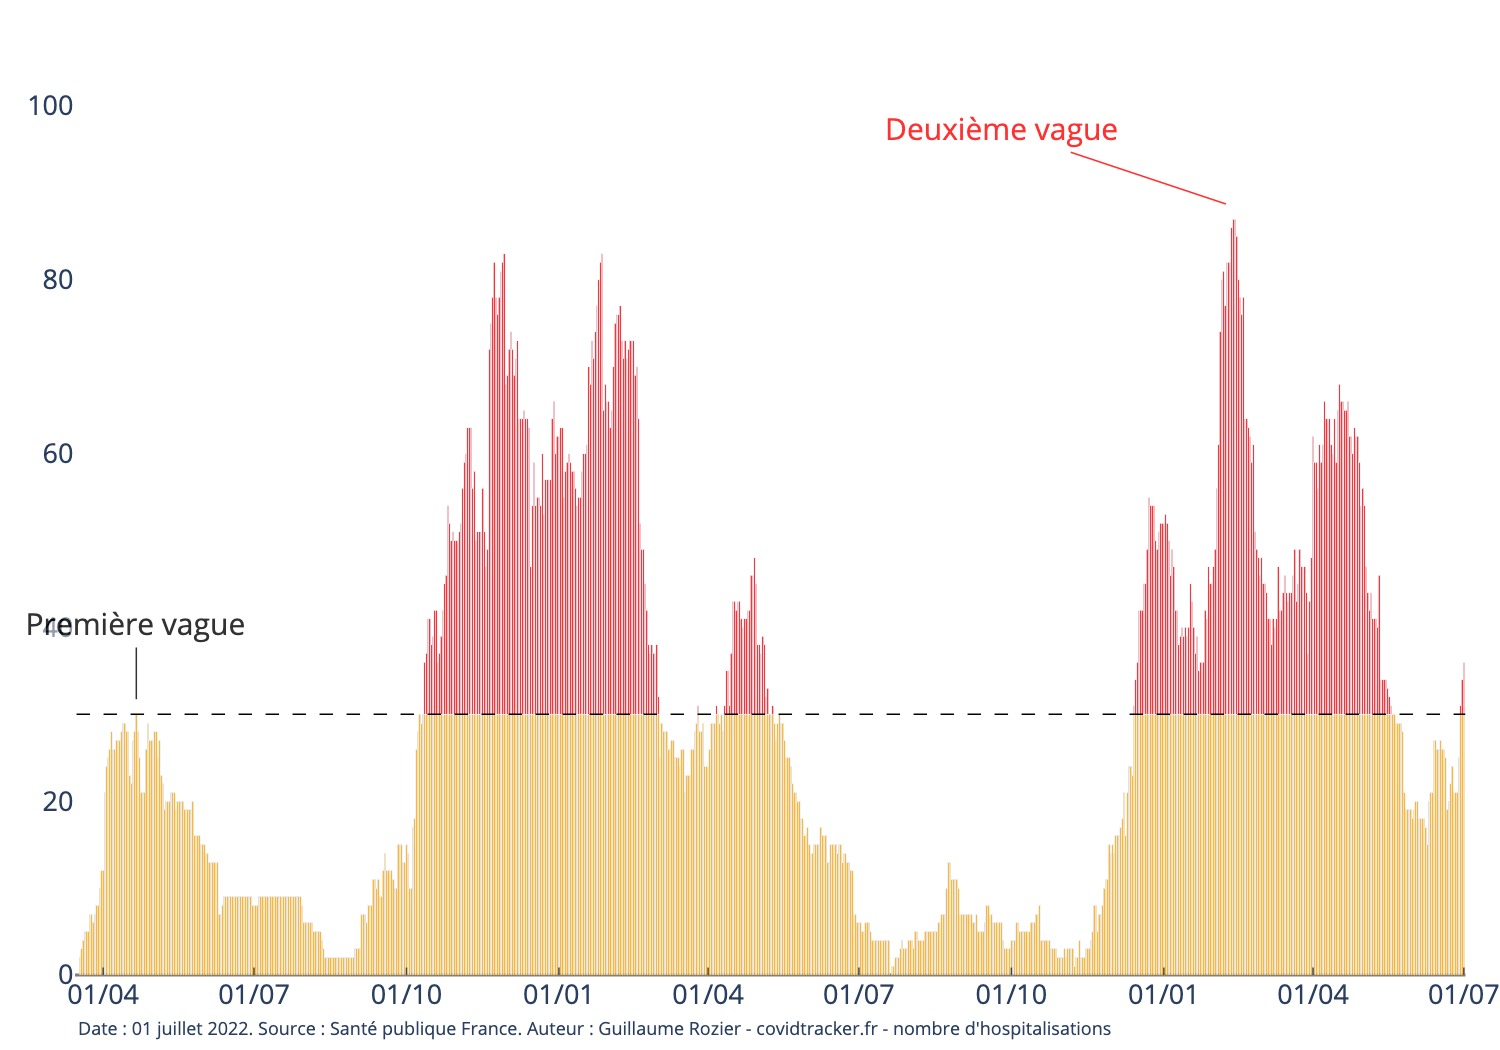 100
Deuxième vague
80
60
Première vague
40
20
0
01/04 01/07 01/10 01/01 01/04 01/07 01/10 01/01 01/04 01/07
Date : 01 juillet 2022. Source : Santé publique France. Auteur : Guillaume Rozier - covidtracker.fr - nombre d'hospitalisations